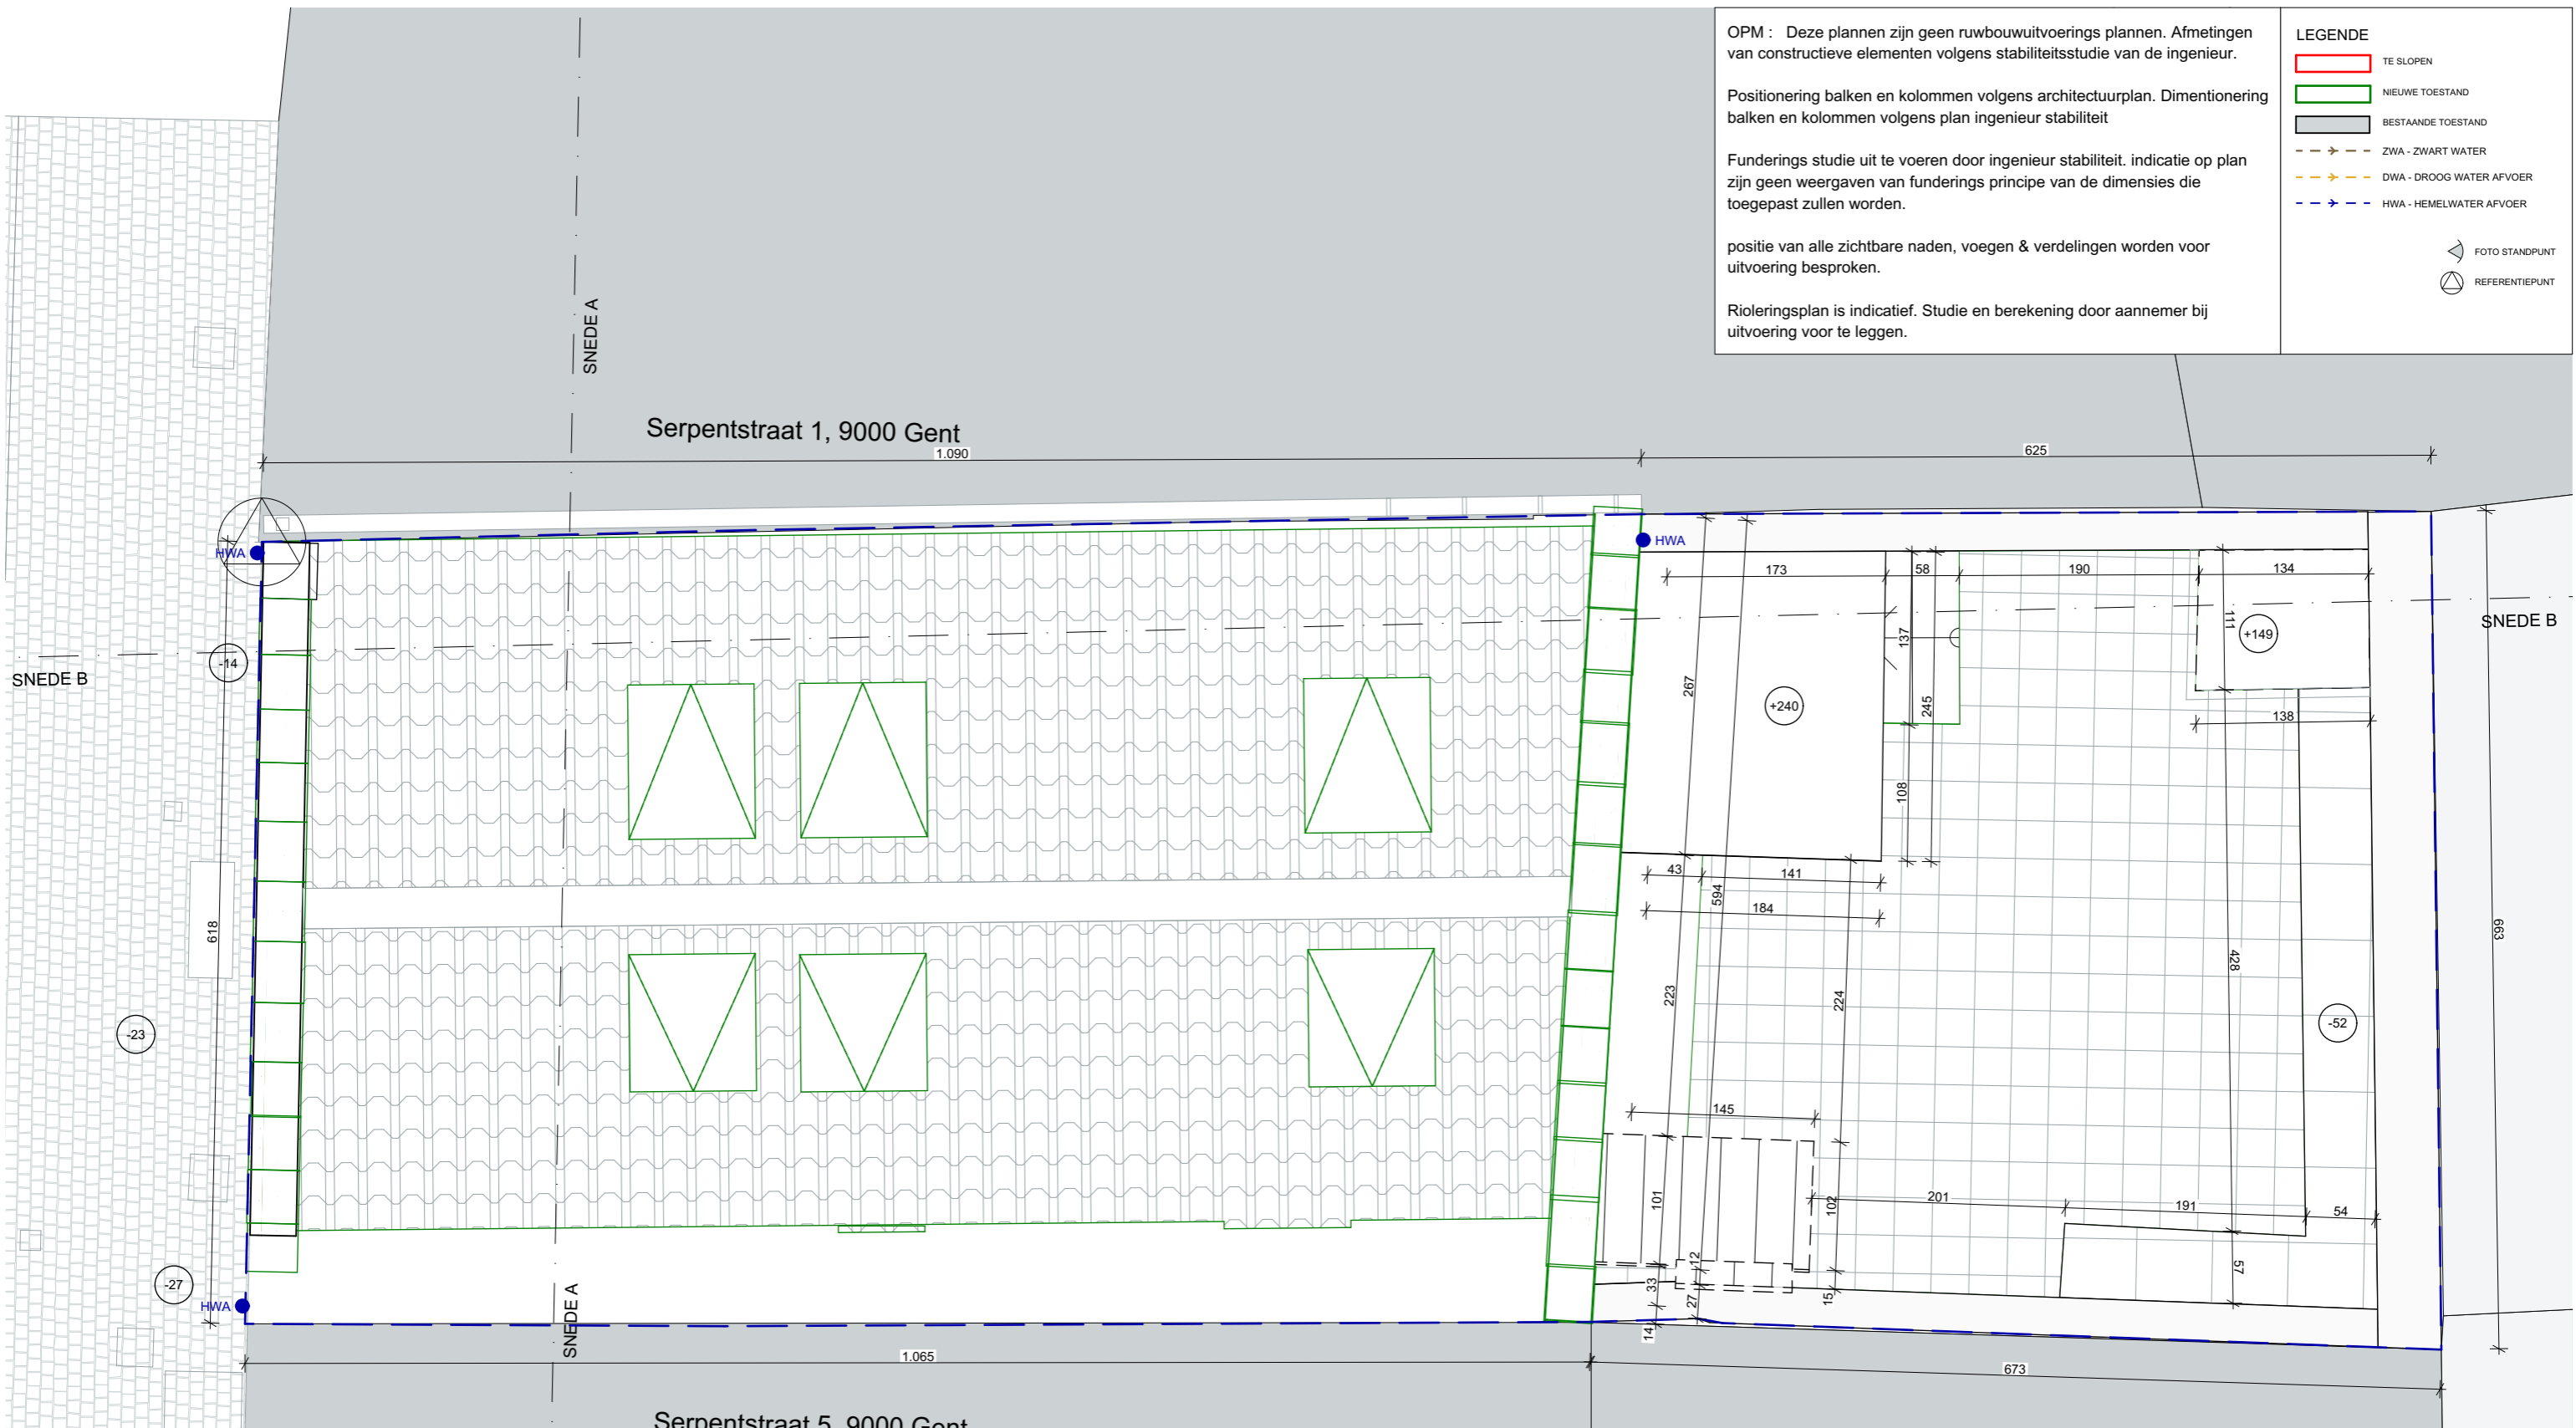 OPM : Deze plannen zijn geen ruwbouwuitvoerings plannen. Afmetingen
van constructieve elementen volgens stabiliteitsstudie van de ingenieur.
Positionering balken en kolommen volgens architectuurplan. Dimentionering
balken en kolommen volgens plan ingenieur stabiliteit
Funderings studie uit te voeren door ingenieur stabiliteit. indicatie op plan
zijn geen weergaven van funderings principe van de dimensies die
toegepast zullen worden.
positie van alle zichtbare naden, voegen & verdelingen worden voor
uitvoering besproken.
Rioleringsplan is indicatief. Studie en berekening door aannemer bij
uitvoering voor te leggen.
LEGENDE
TE SLOPEN
NIEUWE TOESTAND
BESTAANDE TOESTAND
ZWA - ZWART WATER
DWA - DROOG WATER AFVOER
HWA - HEMELWATER AFVOER
FOTO STANDPUNT
REFERENTIEPUNT
SNEDE A
Serpentstraat 1, 9000 Gent
1.090
625
HWA
HWA
173
58
190
134
111
+149
SNEDE B
137
-14
SNEDE B
267
+240
245
138
108
43
141
594
184
618
663
428
223
224
-52
-23
145
101
102
201
191
54
12
57
-27
33
27
15
HWA
14
SNEDE A
1.065
673
Serpentstraat 5, 9000 Gent